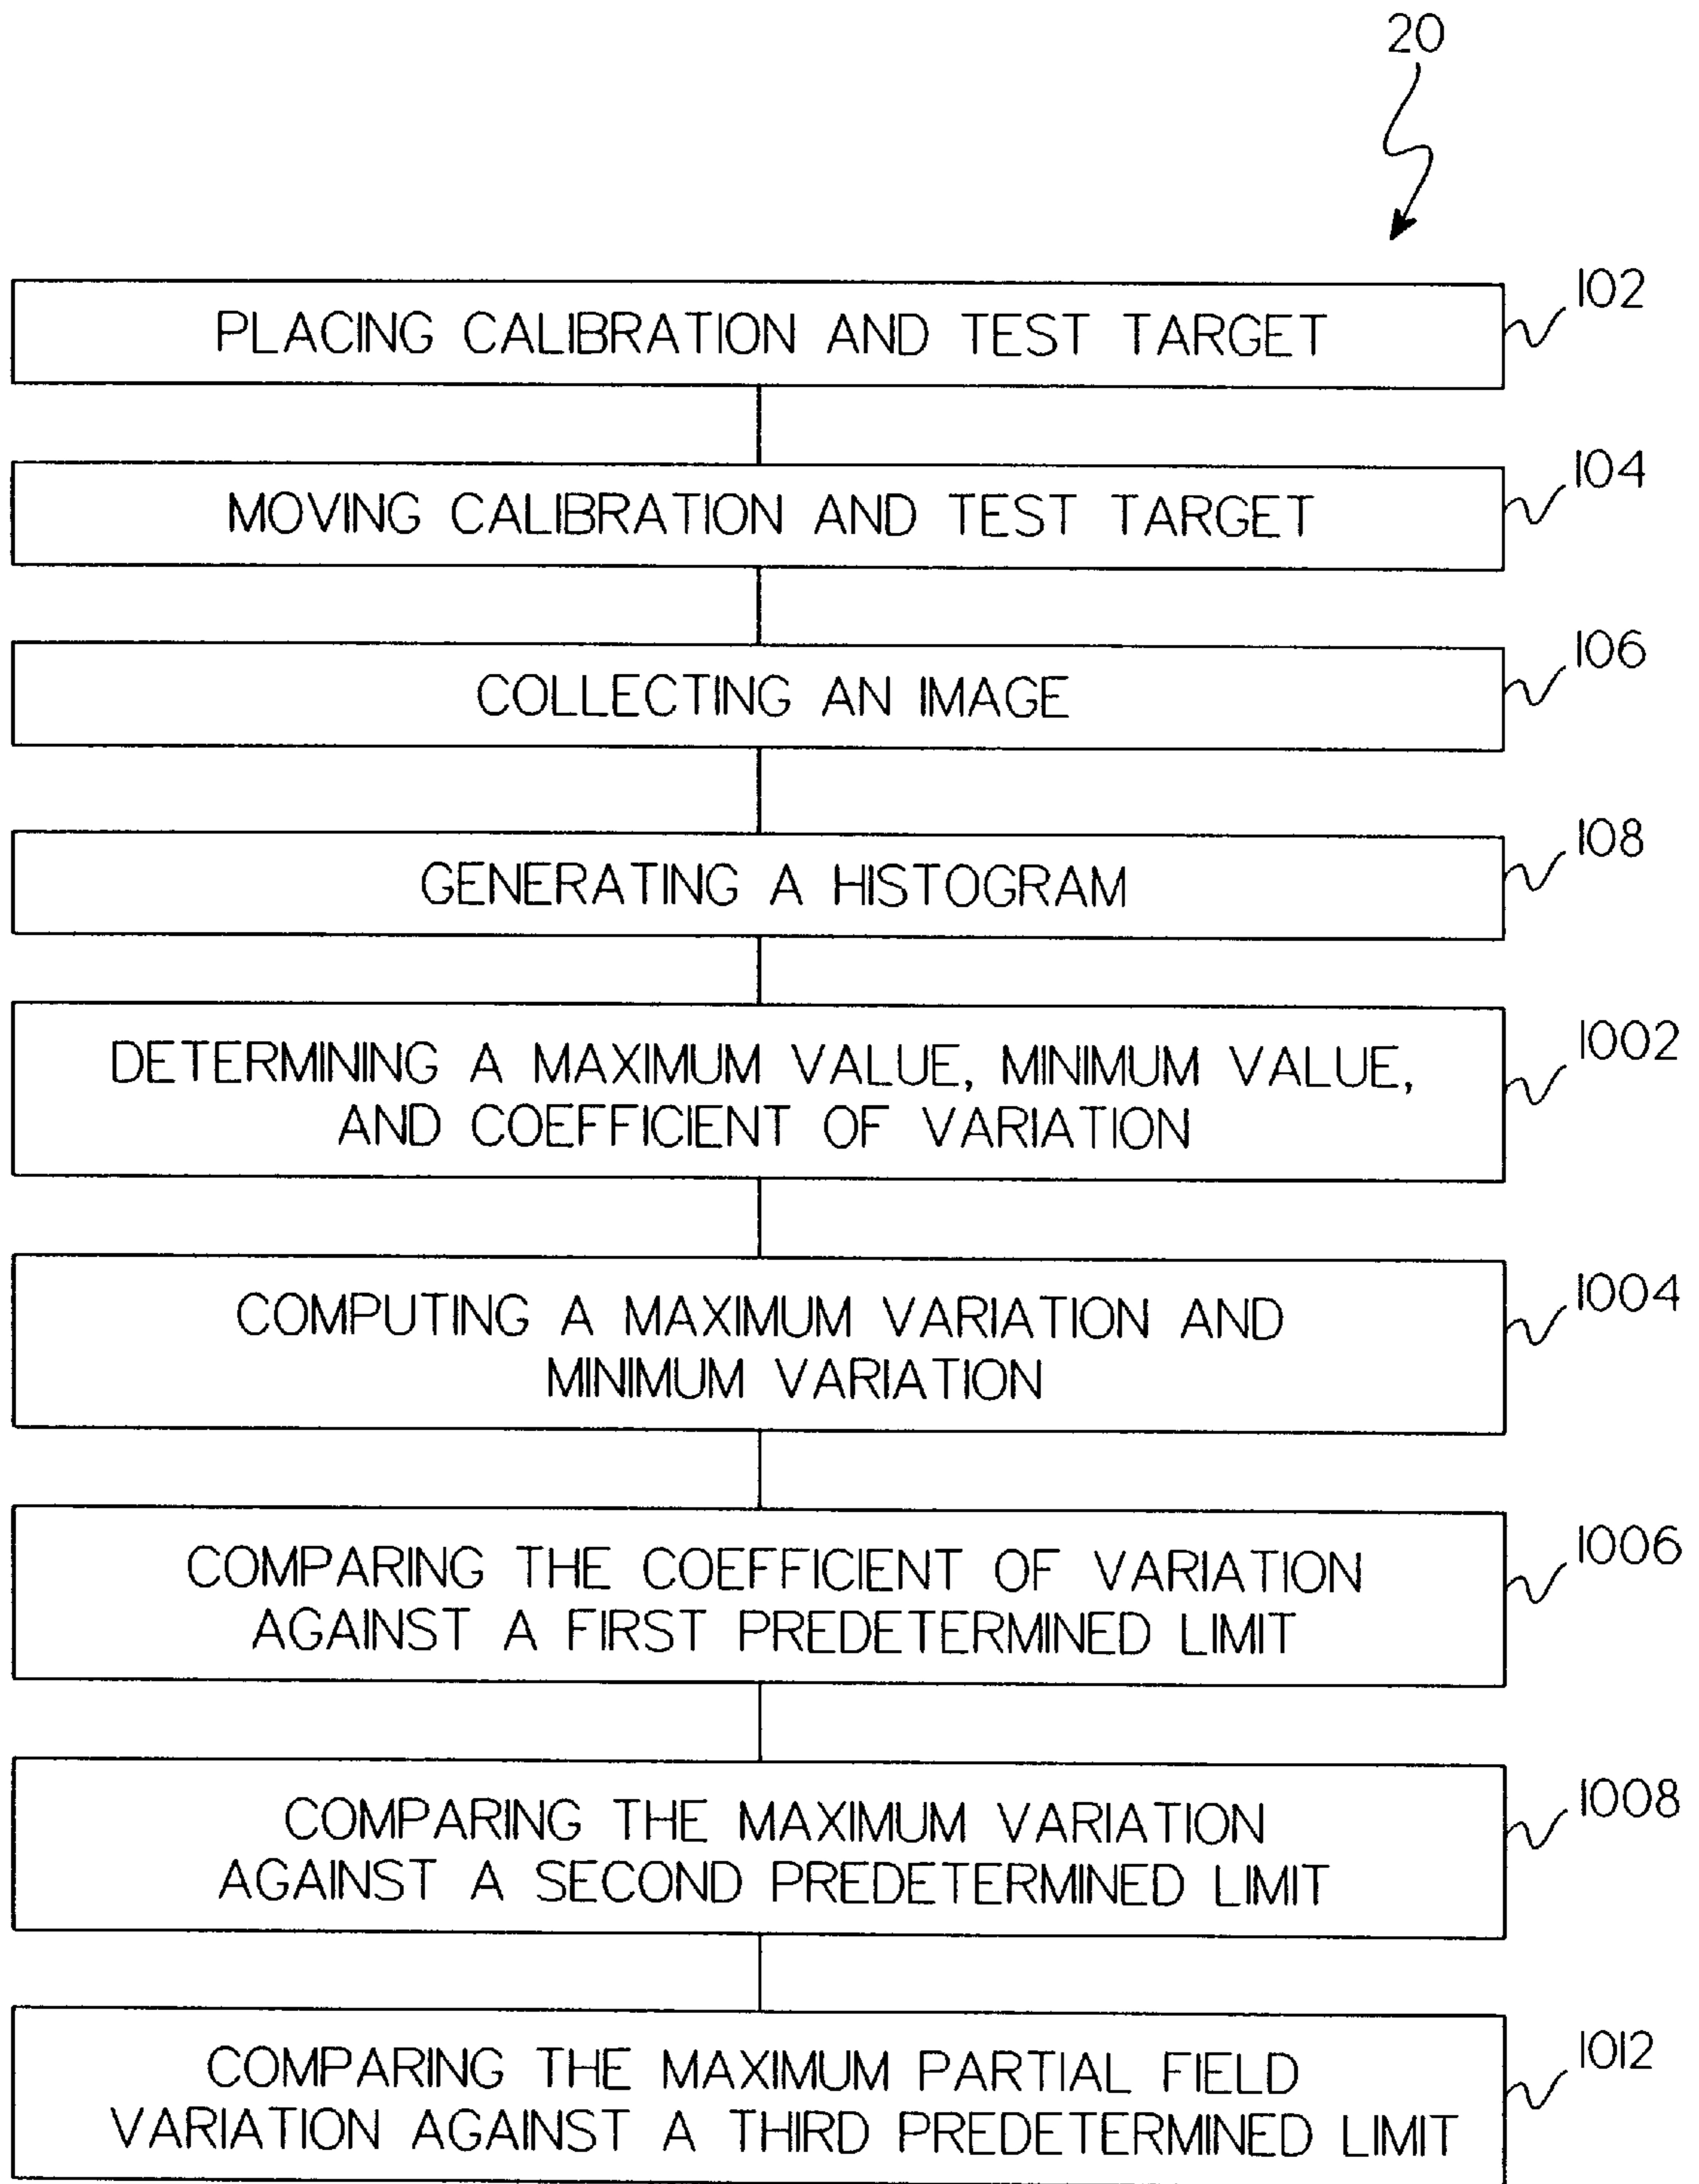 20
PLACING CALIBRATION AND TEST TARGET
102
MOVING CALIBRATION AND TEST TARGET
104
COLLECTING AN IMAGE
106
GENERATING A HISTOGRAM
108
DETERMINING A MAXIMUM VALUE, MINIMUM VALUE,
AND COEFFICIENT OF VARIATION
1002
COMPUTING A MAXIMUM VARIATION AND
MINIMUM VARIATION
1004
COMPARING THE COEFFICIENT OF VARIATION
AGAINST A FIRST PREDETERMINED LIMIT
1006
COMPARING THE MAXIMUM VARIATION
AGAINST A SECOND PREDETERMINED LIMIT
1008
COMPARING THE MAXIMUM PARTIAL FIELD
VARIATION AGAINST A THIRD PREDETERMINED LIMIT
1012